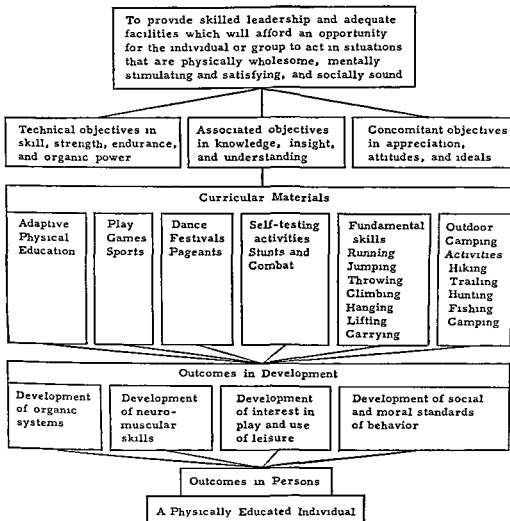 To provide skilled leadership and adequate
facilities which will afford an opportunity
for the individual or group to act in situations
that are physically wholesome, mentally
stimulating and satisfying, and socially sound
Technical objectives in
skill, strength, endurance,
and organic power
Associated objectives
in knowledge, insight,
and understanding
Concomitant objectives
in appreciation,
attitudes, and ideals
Curricular Materials
Adaptive
Physical
Education
Play
Games
Sports
Dance
Festivals
Pageants
Self-testing
activities
Stunts and
Combat
Fundamental
skills
Running
Jumping
Throwing
Climbing
Hanging
Lifting
Carrying
Outdoor
Camping
Activities
Hiking
Trailing
Hunting
Fishing
Camping
Outcomes in Development
Development
of organic
systems
Development
of neuro-
muscular
skills
Development
of interest in
play and use
of leisure
Development of social
and moral standards
of behavior
Outcomes in Persons
A Physically Educated Individual